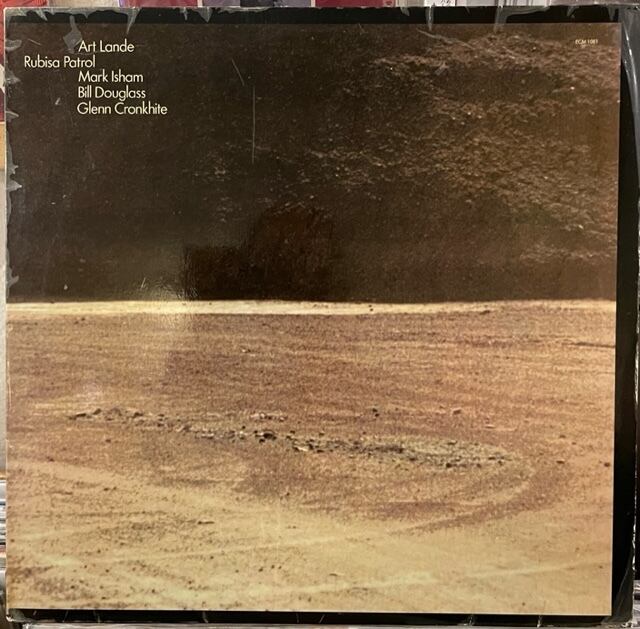 Art Lande
Rubisa Patrol
Mark Isham
Bill Douglass
Glenn Cronkhite
ECM 1081